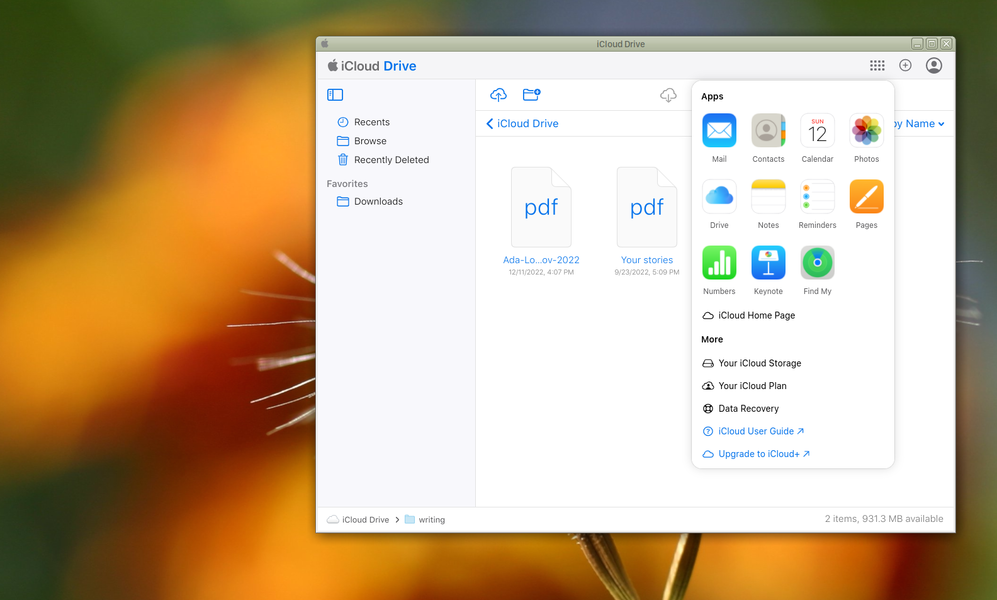 iCloud Drive
iCloud Drive
Apps
Recents
Browse
Recently Deleted
Favorites
Downloads
iCloud Drive
by Name
pdf
pdf
Ada-Lo...ov-2022
12/11/2022, 4:07 PM
Your stories
9/23/2022, 5:09 PM
Mail
Contacts
SUN
12
Calendar
Photos
Drive
Notes
Reminders
Pages
Numbers
Keynote
Find My
iCloud Home Page
More
Your iCloud Storage
Your iCloud Plan
Data Recovery
iCloud User Guide
Upgrade to iCloud+
iCloud Drive
writing
2 items, 931.3 MB available